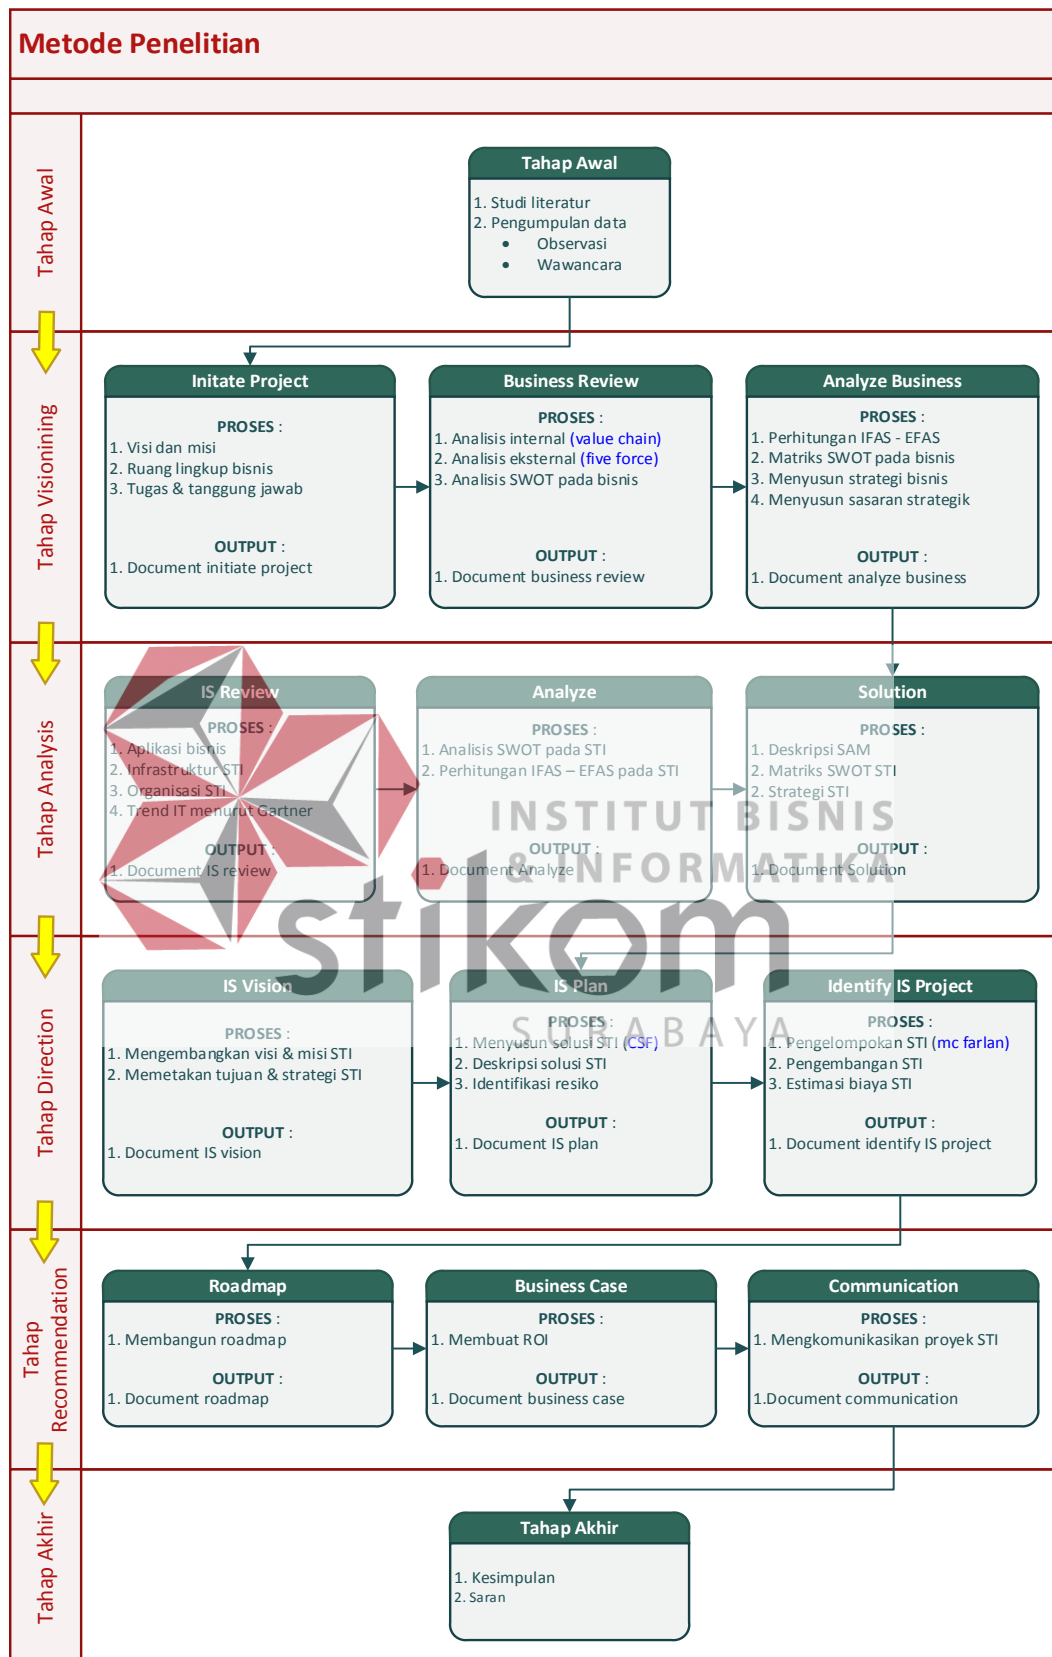 Metode Penelitian
Tahap Awal
Tahap Awal
1. Studi literatur
2. Pengumpulan data
• Observasi
• Wawancara
Tahap Visionining
Initate Project
PROSES :
1. Visi dan misi
2. Ruang lingkup bisnis
3. Tugas & tanggung jawab
OUTPUT :
1. Document initiate project
Business Review
PROSES :
1. Analisis internal (value chain)
2. Analisis eksternal (five force)
3. Analisis SWOT pada bisnis
OUTPUT :
1. Document business review
Analyze Business
PROSES :
1. Perhitungan IFAS - EFAS
2. Matriks SWOT pada bisnis
3. Menyusun strategi bisnis
4. Menyusun sasaran strategik
OUTPUT :
1. Document analyze business
Tahap Analysis
IS Review
PROSES :
1. Aplikasi bisnis
2. Infrastruktur STI
3. Organisasi STI
4. Trend IT menurut Gartner
OUTPUT :
1. Document IS review
Analyze
PROSES :
1. Analisis SWOT pada STI
2. Perhitungan IFAS – EFAS pada STI
OUTPUT :
1. Document Analyze
Solution
PROSES :
1. Deskripsi SAM
2. Matriks SWOT STI
2. Strategi STI
OUTPUT :
1. Document Solution
INSTITUT BISNIS
& INFORMATIKA
stikom
SURABAYA
Tahap Direction
IS Vision
PROSES :
1. Mengembangkan visi & misi STI
2. Memetakan tujuan & strategi STI
OUTPUT :
1. Document IS vision
IS Plan
PROSES :
1. Menyusun solusi STI (CSF)
2. Deskripsi solusi STI
3. Identifikasi resiko
OUTPUT :
1. Document IS plan
Identify IS Project
PROSES :
1. Pengelompokan STI (mc farlan)
2. Pengembangan STI
3. Estimasi biaya STI
OUTPUT :
1. Document identify IS project
Tahap
Recommendation
Roadmap
PROSES :
1. Membangun roadmap
OUTPUT :
1. Document roadmap
Business Case
PROSES :
1. Membuat ROI
OUTPUT :
1. Document business case
Communication
PROSES :
1. Mengkomunikasikan proyek STI
OUTPUT :
1.Document communication
Tahap Akhir
Tahap Akhir
1. Kesimpulan
2. Saran